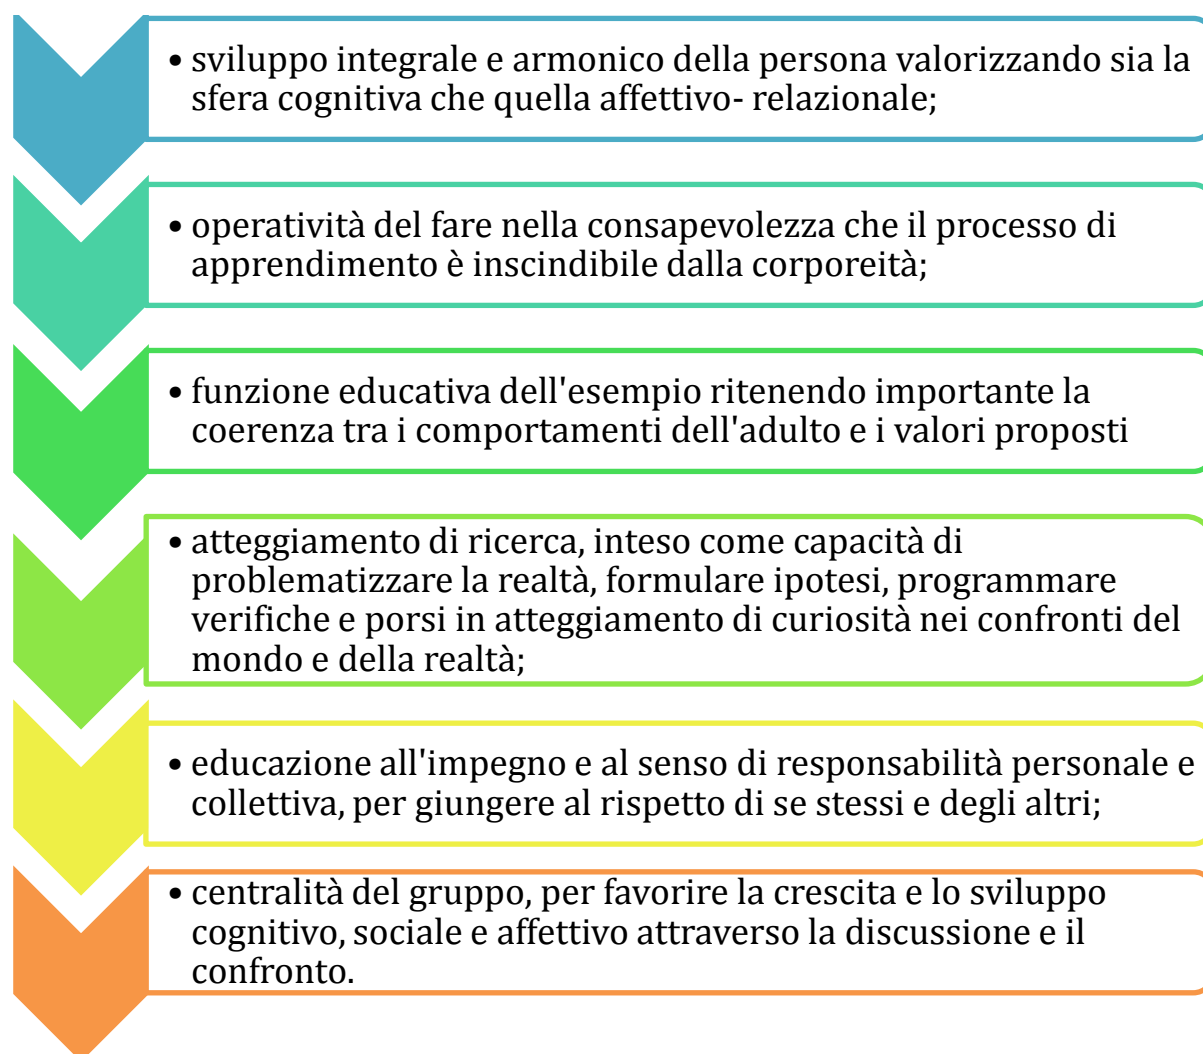 • sviluppo integrale e armonico della persona valorizzando sia la
sfera cognitiva che quella affettivo- relazionale;
• operatività del fare nella consapevolezza che il processo di
apprendimento è inscindibile dalla corporeità;
• funzione educativa dell'esempio ritenendo importante la
coerenza tra i comportamenti dell'adulto e i valori proposti
• atteggiamento di ricerca, inteso come capacità di
problematizzare la realtà, formulare ipotesi, programmare
verifiche e porsi in atteggiamento di curiosità nei confronti del
mondo e della realtà;
• educazione all'impegno e al senso di responsabilità personale e
collettiva, per giungere al rispetto di se stessi e degli altri;
• centralità del gruppo, per favorire la crescita e lo sviluppo
cognitivo, sociale e affettivo attraverso la discussione e il
confronto.